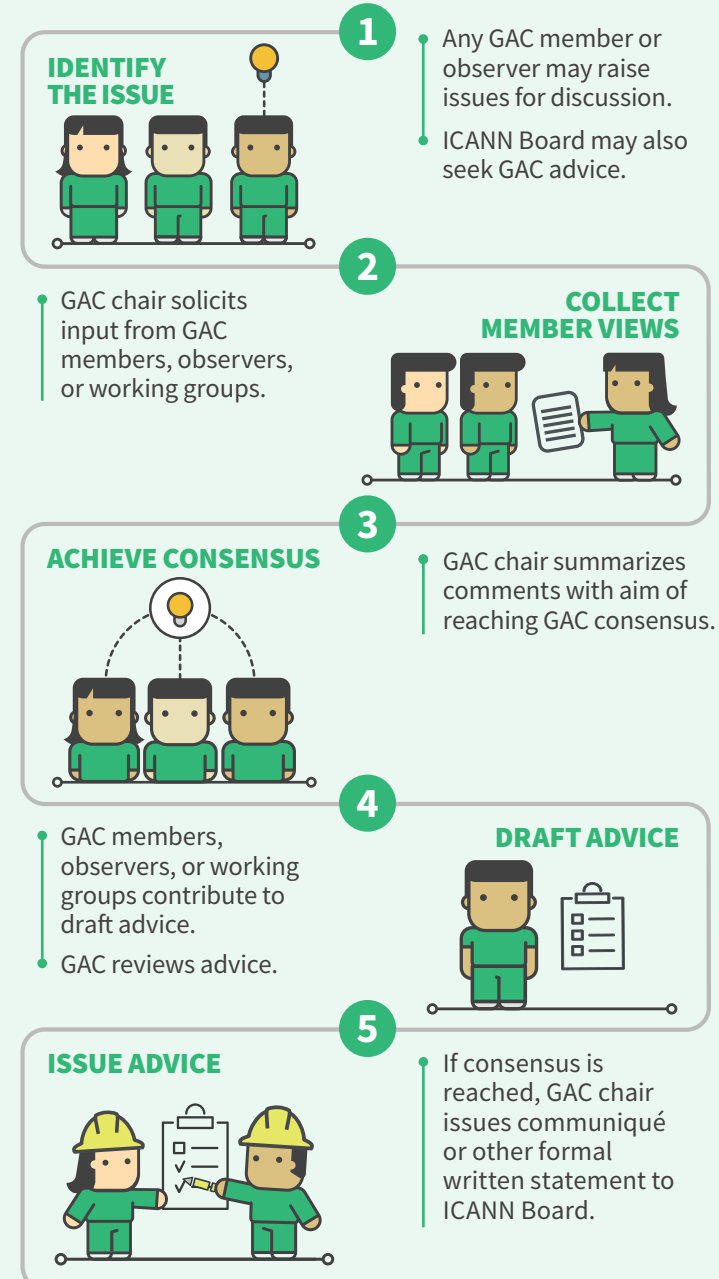 1
IDENTIFY
THE ISSUE
Any GAC member or
observer may raise
issues for discussion.
ICANN Board may also
seek GAC advice.
2
GAC chair solicits
input from GAC
members, observers,
or working groups.
COLLECT
MEMBER VIEWS
3
ACHIEVE CONSENSUS
GAC chair summarizes
comments with aim of
reaching GAC consensus.
4
GAC members,
observers, or working
groups contribute to
draft advice.
GAC reviews advice.
DRAFT ADVICE
5
ISSUE ADVICE
If consensus is
reached, GAC chair
issues communiqué
or other formal
written statement to
ICANN Board.